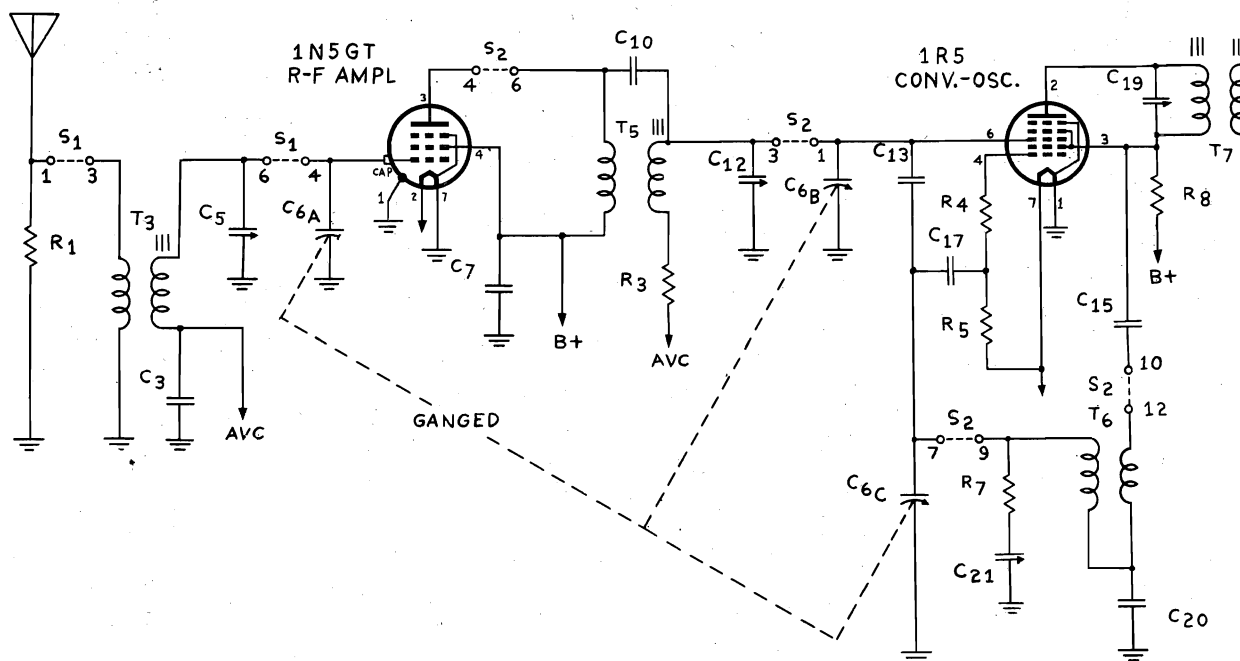 1N5GT
R-F AMPL
S2
4 6
C10
1R5
CONV.-OSC.
C19
T7
3
2
6
4
3
7 1
S1
1 3
S1
6 4
CAP
1
2 7
4
T5
C12
S2
3 1
C13
C6B
T3
C5
C6A
R1
C7
R3
R4
C17
R5
R8
B+
C15
B+
AVC
C3
AVC
GANGED
10
S2
12
T6
S2
7 9
C6C
R7
C21
C20